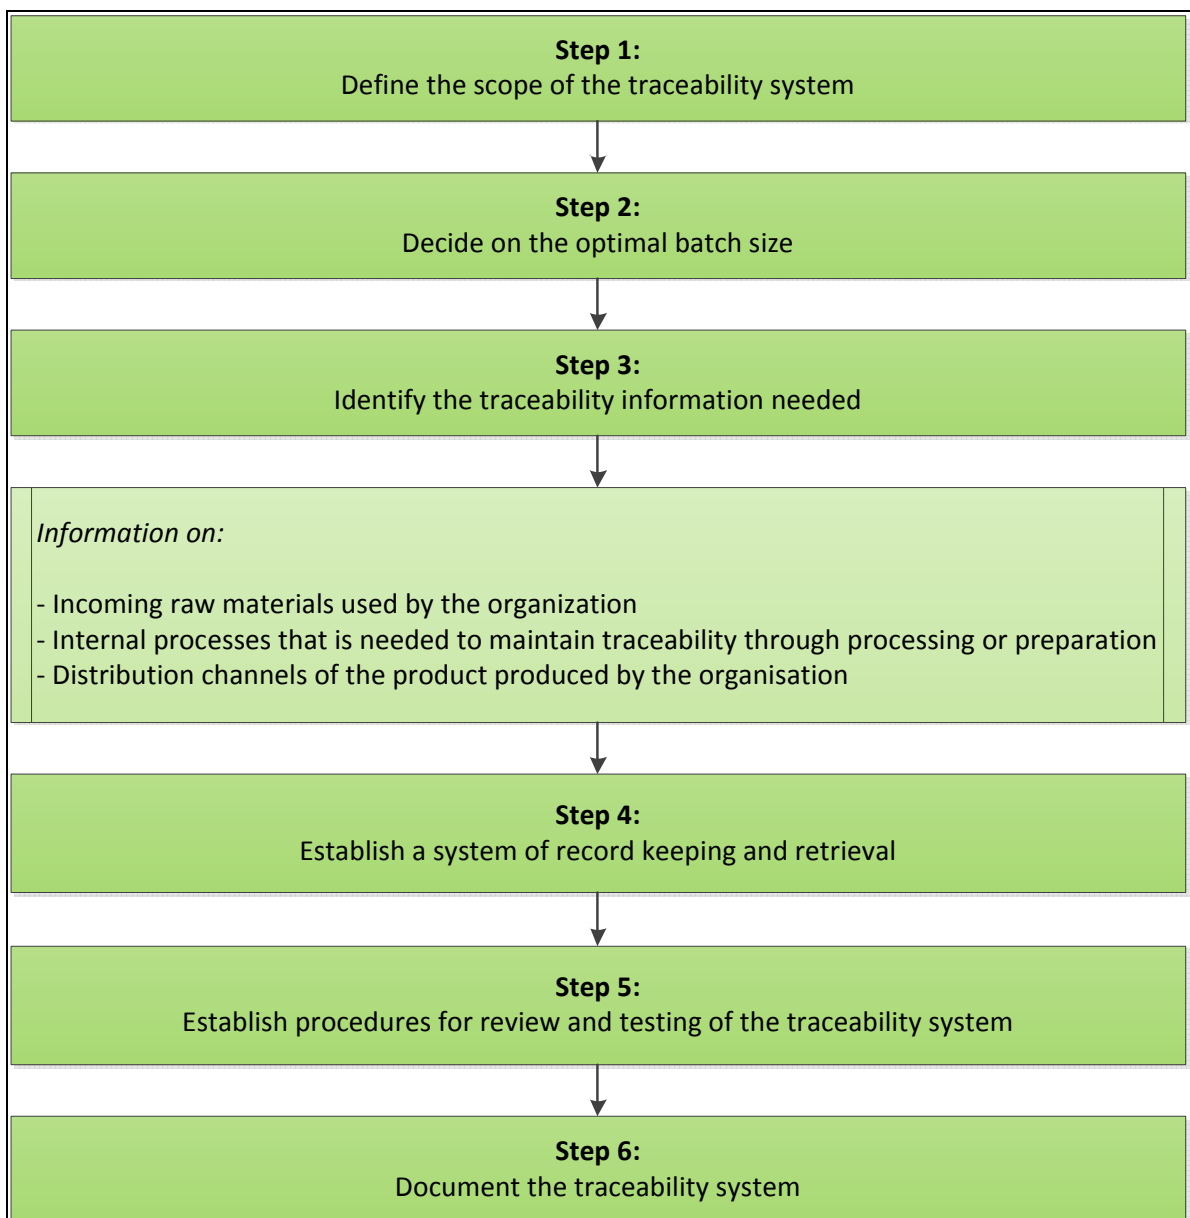 Step 1:
Define the scope of the traceability system
Step 2:
Decide on the optimal batch size
Step 3:
Identify the traceability information needed
Information on:
- Incoming raw materials used by the organization
- Internal processes that is needed to maintain traceability through processing or preparation
- Distribution channels of the product produced by the organisation
Step 4:
Establish a system of record keeping and retrieval
Step 5:
Establish procedures for review and testing of the traceability system
Step 6:
Document the traceability system